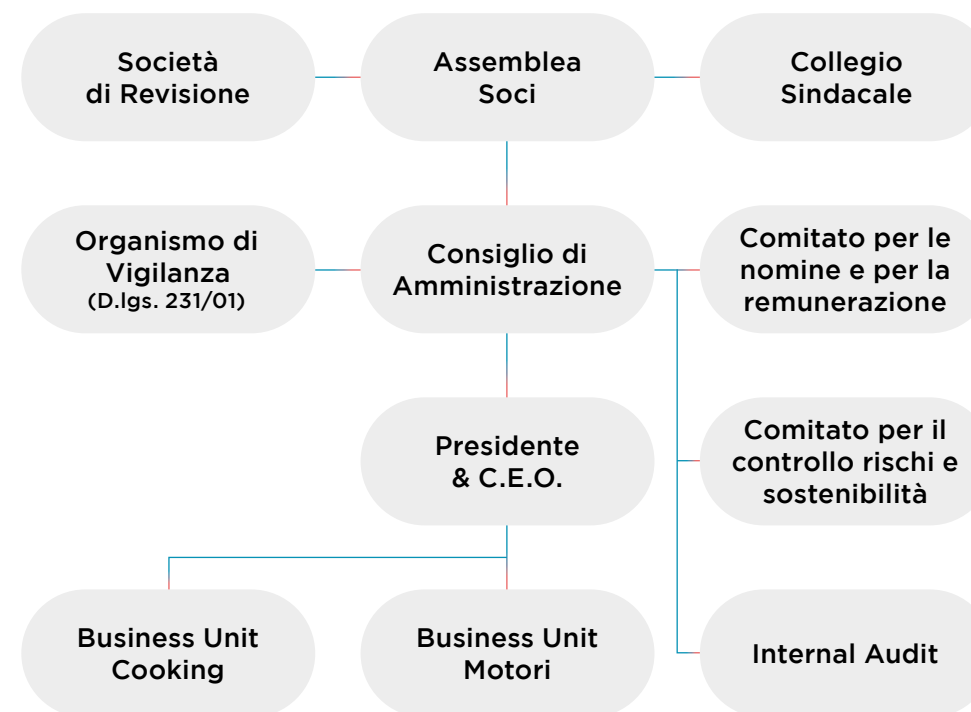 Società
di Revisione
Assemblea
Soci
Collegio
Sindacale
Organismo di
Vigilanza
(D.lgs. 231/01)
Consiglio di
Amministrazione
Comitato per le
nomine e per la
remunerazione
Presidente
& C.E.O.
Comitato per il
controllo rischi e
sostenibilità
Business Unit
Cooking
Business Unit
Motori
Internal Audit